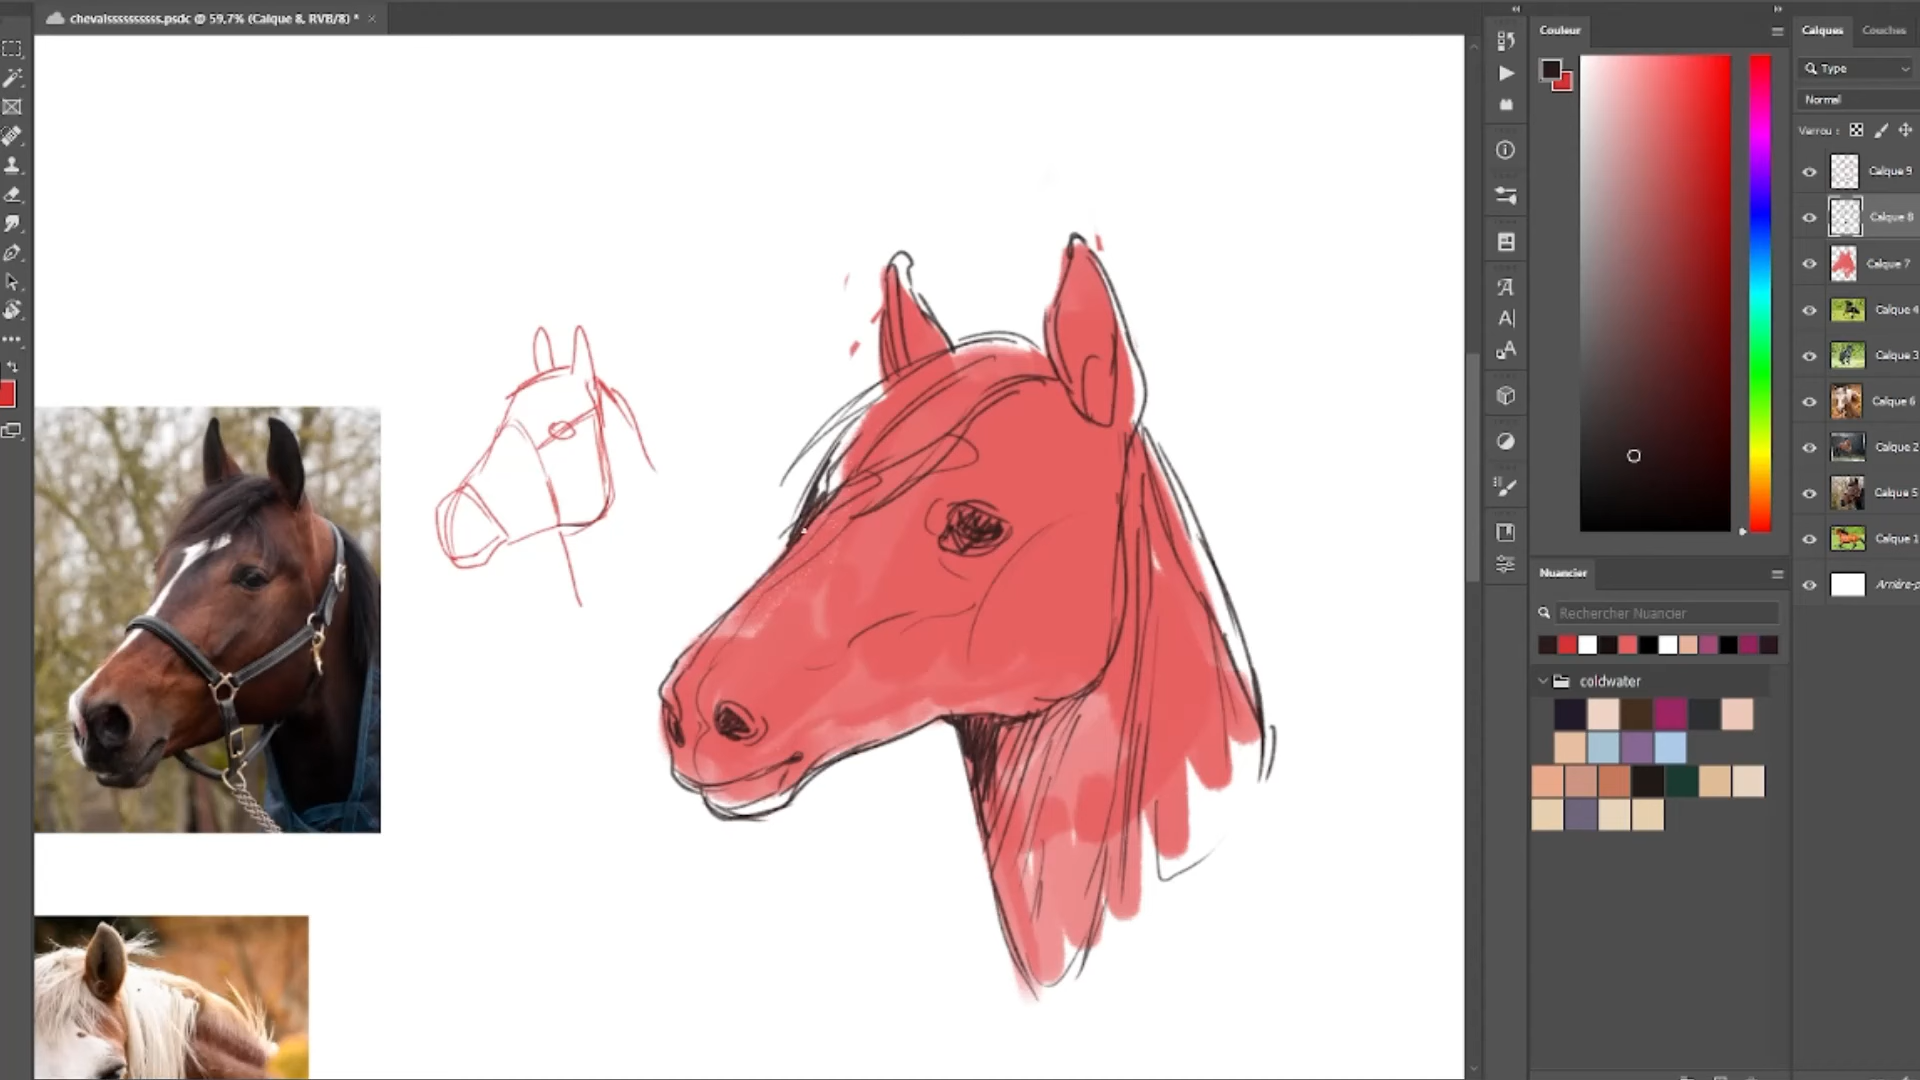 chevalsssssssss.psdc @ 59,7% (Calque 8, RVB/8) *
Couleur
Calques
Couches
Type
Normal
Verrou :
Calque 9
Calque 8
Calque 7
Calque 4
Calque 3
Calque 6
Calque 2
Calque 5
Calque 1
Arrière-p
Nuancier
Rechercher Nuancier
coldwater